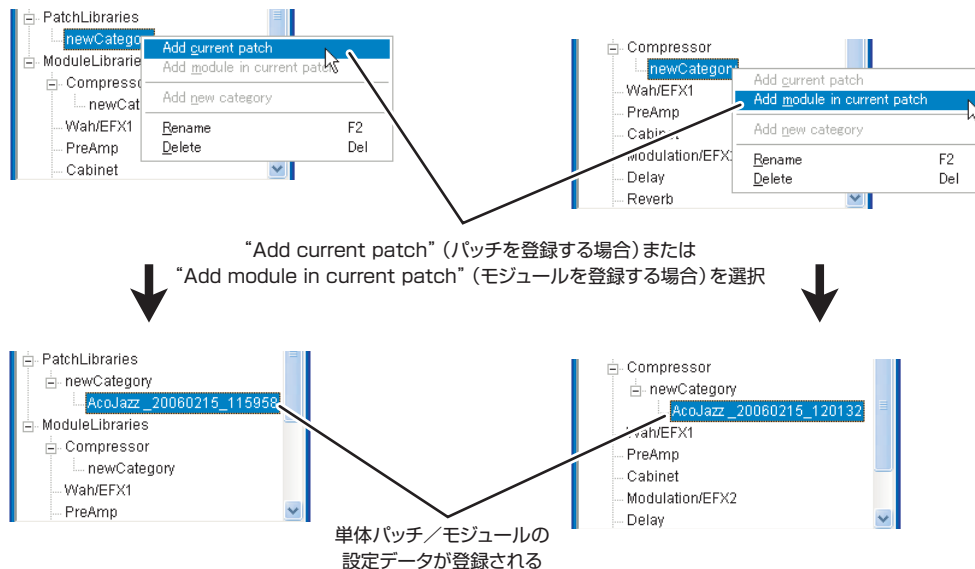 PatchLibraries
newCatego
Add current patch
ModuleLibrarie
Add module in current patch
Compresso
newCat
Add new category
Wah/EFX1
PreAmp
Rename F2
Cabinet
Delete Del
Compressor
newCategory
Add current patch
Wah/EFX1
Add module in current patch
PreAmp
Cabinet
Add new category
Modulation/EFX2
Rename F2
Delay
Delete Del
Reverb
“Add current patch”（パッチを登録する場合）または
“Add module in current patch”（モジュールを登録する場合）を選択
PatchLibraries
newCategory
AcoJazz _20060215_115958
ModuleLibraries
Compressor
newCategory
Wah/EFX1
PreAmp
Compressor
newCategory
AcoJazz _20060215_120132
Wah/EFX1
PreAmp
Cabinet
Modulation/EFX2
Delay
単体パッチ／モジュールの
設定データが登録される